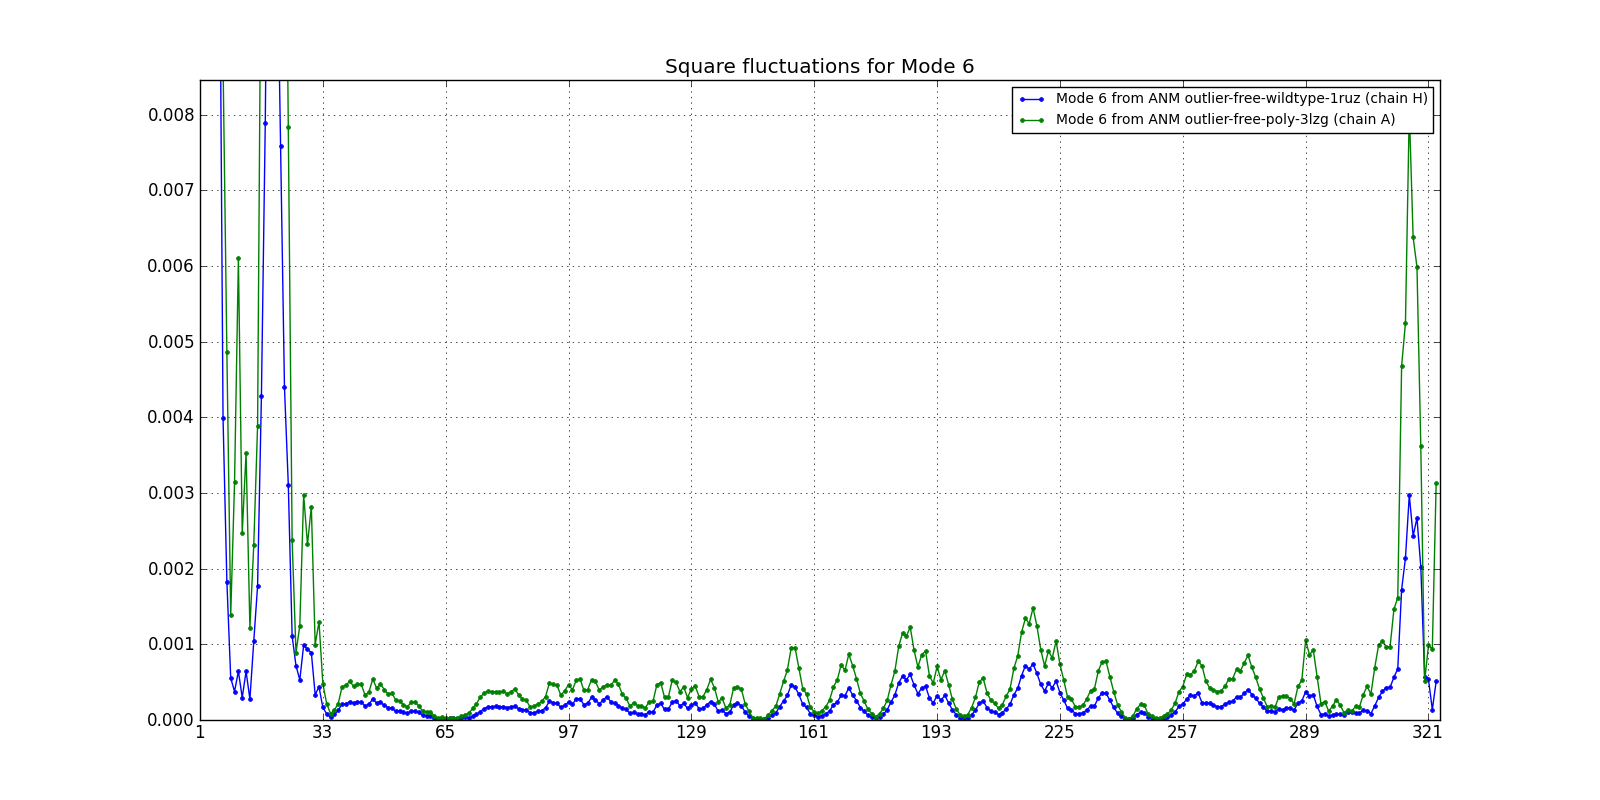 Square fluctuations for Mode 6
Mode 6 from ANM outlier-free-wildtype-1ruz (chain H)
Mode 6 from ANM outlier-free-poly-3lzg (chain A)
0.008
0.007
0.006
0.005
0.004
0.003
0.002
0.001
0.000
1 33 65 97 129 161 193 225 257 289 321